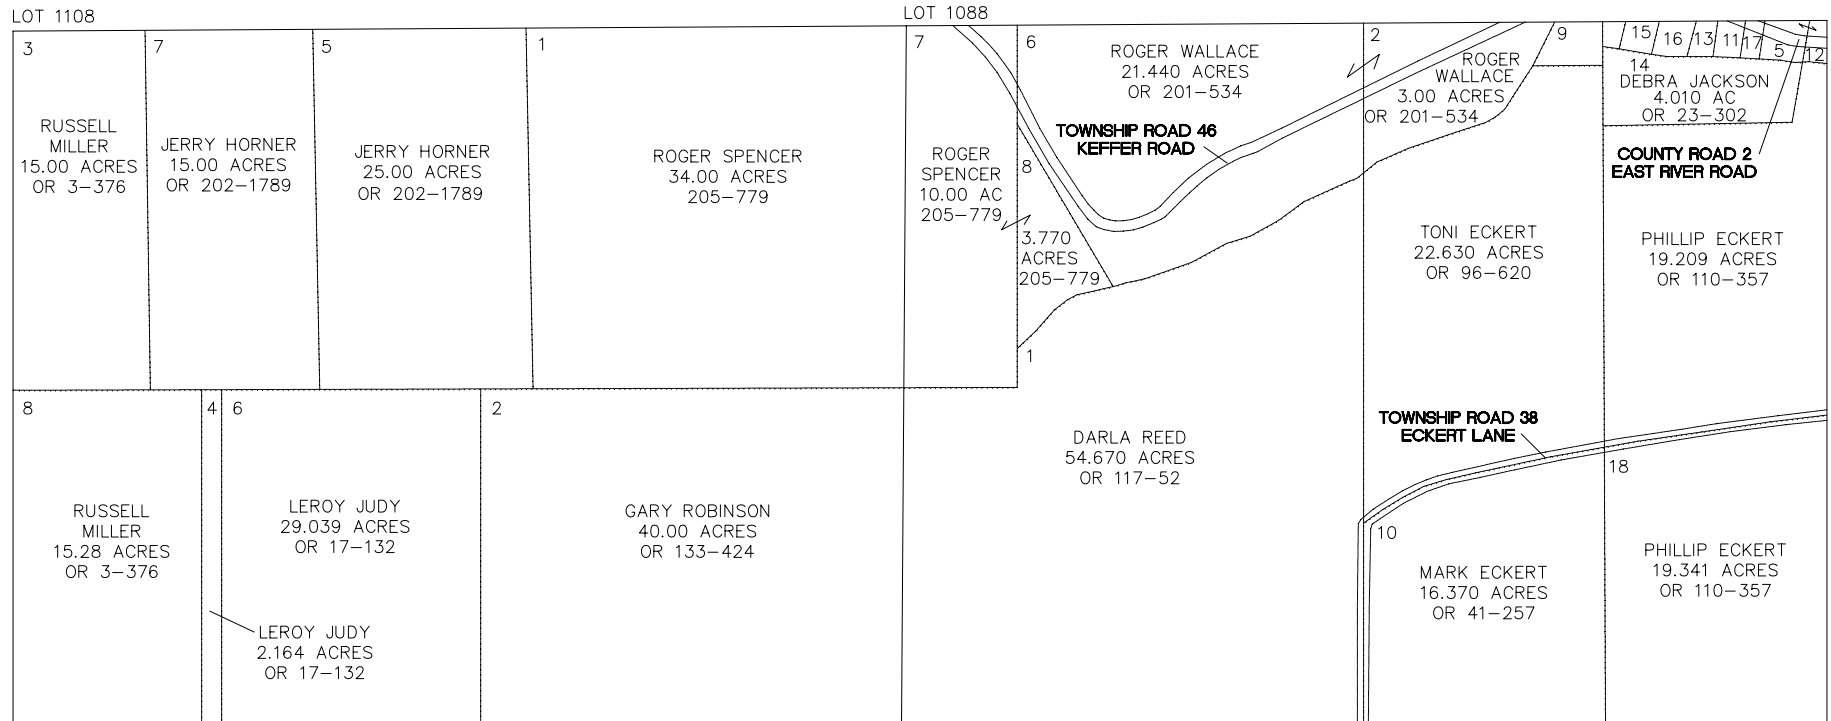 LOT 1108
LOT 1088
3
7
5
1
7
6
2
9
15
16
13
11
17
5
12
14
RUSSELL
MILLER
15.00 ACRES
OR 3-376
JERRY HORNER
15.00 ACRES
OR 202-1789
JERRY HORNER
25.00 ACRES
OR 202-1789
ROGER SPENCER
34.00 ACRES
205-779
ROGER
SPENCER
10.00 AC
205-779
8
3.770
ACRES
205-779
1
ROGER WALLACE
21.440 ACRES
OR 201-534
TOWNSHIP ROAD 46
KEFFER ROAD
ROGER
WALLACE
3.00 ACRES
OR 201-534
DEBRA JACKSON
4.010 AC
OR 23-302
COUNTY ROAD 2
EAST RIVER ROAD
TONI ECKERT
22.630 ACRES
OR 96-620
PHILLIP ECKERT
19.209 ACRES
OR 110-357
8
4
6
2
RUSSELL
MILLER
15.28 ACRES
OR 3-376
LEROY JUDY
29.039 ACRES
OR 17-132
LEROY JUDY
2.164 ACRES
OR 17-132
GARY ROBINSON
40.00 ACRES
OR 133-424
DARLA REED
54.670 ACRES
OR 117-52
TOWNSHIP ROAD 38
ECKERT LANE
18
10
MARK ECKERT
16.370 ACRES
OR 41-257
PHILLIP ECKERT
19.341 ACRES
OR 110-357